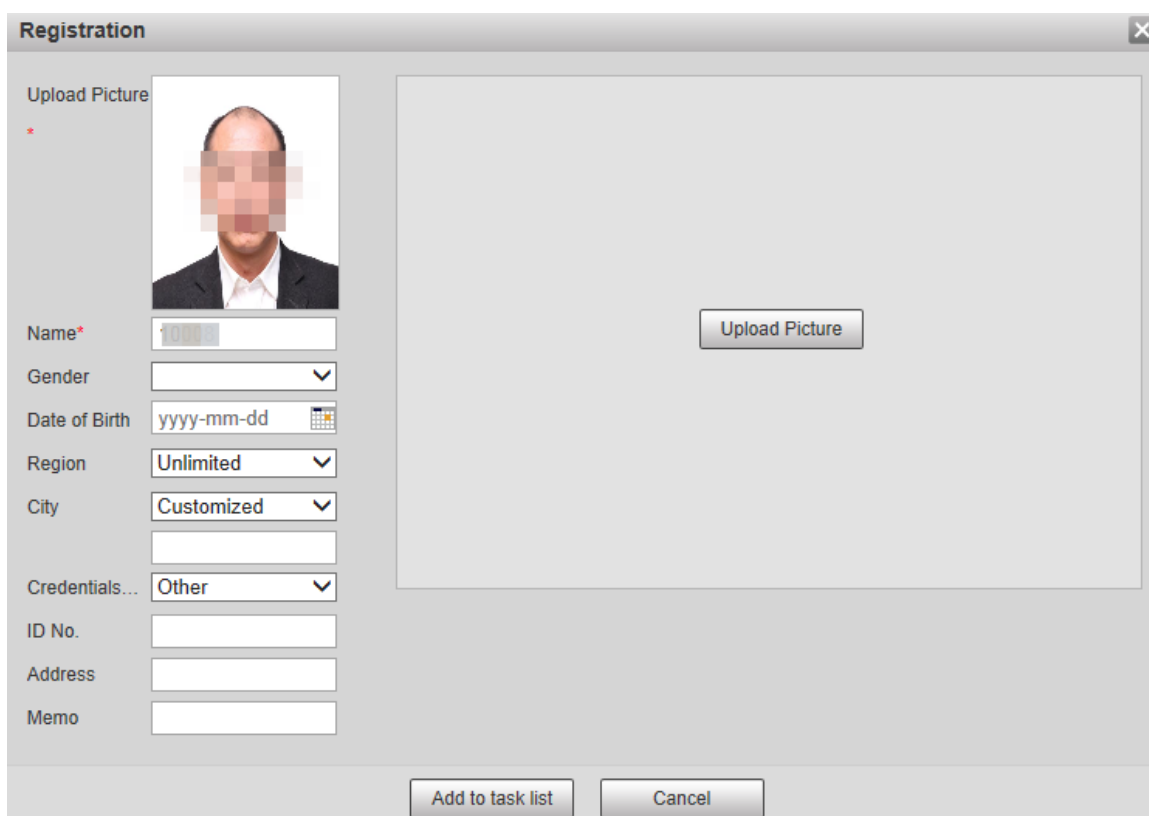 Registration
Upload Picture
*
Name*
Gender
Date of Birth yyyy-mm-dd
Region Unlimited
City Customized
Credentials... Other
ID No.
Address
Memo
Upload Picture
Add to task list Cancel